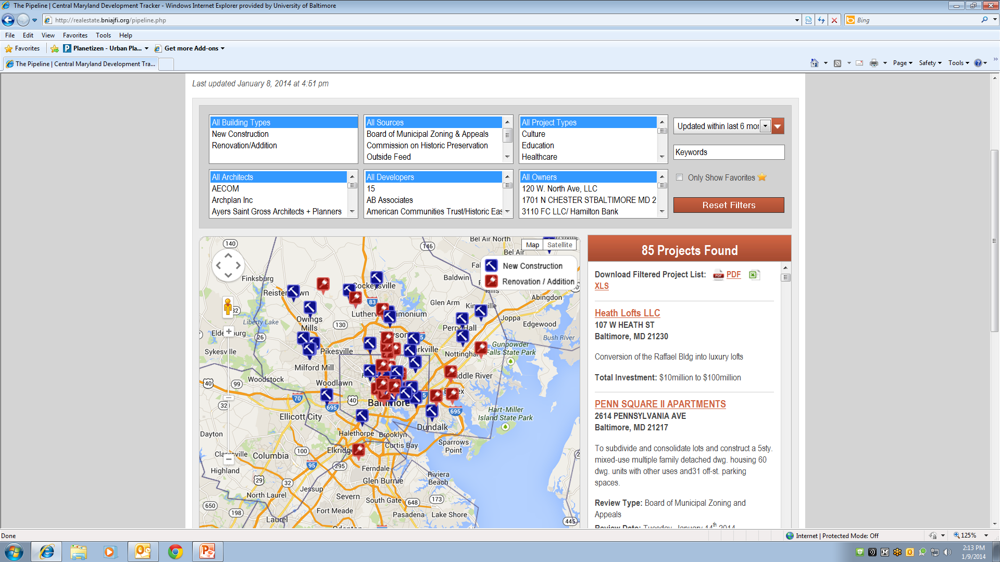 The Pipeline | Central Maryland Development Tracker - Windows Internet Explorer provided by University of Baltimore
http://realestate.bniajfi.org/pipeline.php
Bing
File Edit View Favorites Tools Help
Favorites Planetizen - Urban Pla... Get more Add-ons
The Pipeline | Central Maryland Development Tra...
Page Safety Tools
Last updated January 8, 2014 at 4:51 pm
All Building Types
New Construction
Renovation/Addition
All Sources
Board of Municipal Zoning & Appeals
Commission on Historic Preservation
Outside Feed
All Project Types
Culture
Education
Healthcare
Updated within last 6 mor
Keywords
Only Show Favorites
Reset Filters
All Architects
AECOM
Archplan Inc
Ayers Saint Gross Architects + Planners
All Developers
15
AB Associates
American Communities Trust/Historic Eas
All Owners
120 W. North Ave, LLC
1701 N CHESTER STBALTIMORE MD 2
3110 FC LLC/ Hamilton Bank
Map Satellite
New Construction
Renovation / Addition
140
146
Bel Air North
Bel Air
Finksburg
Cockeysville
Baldwin
Abingdon
83
Glen Arm
32
Owings
Mills
Liberty Lake
130
Joppa
Edgewood
26
Bush River
Sykesville
Pikesville
Nottingham
Gunpowder
Falls State Park
Milford Mill
Woodstock
Middle River
Woodlawn
40
99
70
40
32
695
Baltimore
695
Hart-Miller
Island State Park
Ellicott City
Dundalk
Dayton
Halethorpe
Brooklyn
Curtis Bay
Sparrows
Point
100
Elkridge
Columbia
95
295
Highland
Ferndale
Riviera
Beach
29
32
Glen Burnie
Jessup
North Laurel
Severn
South Gate
648
173
650
198
Fort Meade
Pasadena
Lake Shore
Laurel
445
85 Projects Found
Download Filtered Project List: PDF
XLS
Heath Lofts LLC
107 W HEATH ST
Baltimore, MD 21230
Conversion of the Raffael Bldg into luxury lofts
Total Investment: $10million to $100million
PENN SQUARE II APARTMENTS
2614 PENNSYLVANIA AVE
Baltimore, MD 21217
To subdivide and consolidate lots and construct a 5sty.
mixed-use multiple family detached dwg. housing 60
dwg. units with other uses and31 off-st. parking
spaces.
Review Type: Board of Municipal Zoning and
Appeals
Review Date: Tuesday, January 14th 2014
Done
Internet | Protected Mode: Off
125%
2:13 PM
1/9/2014